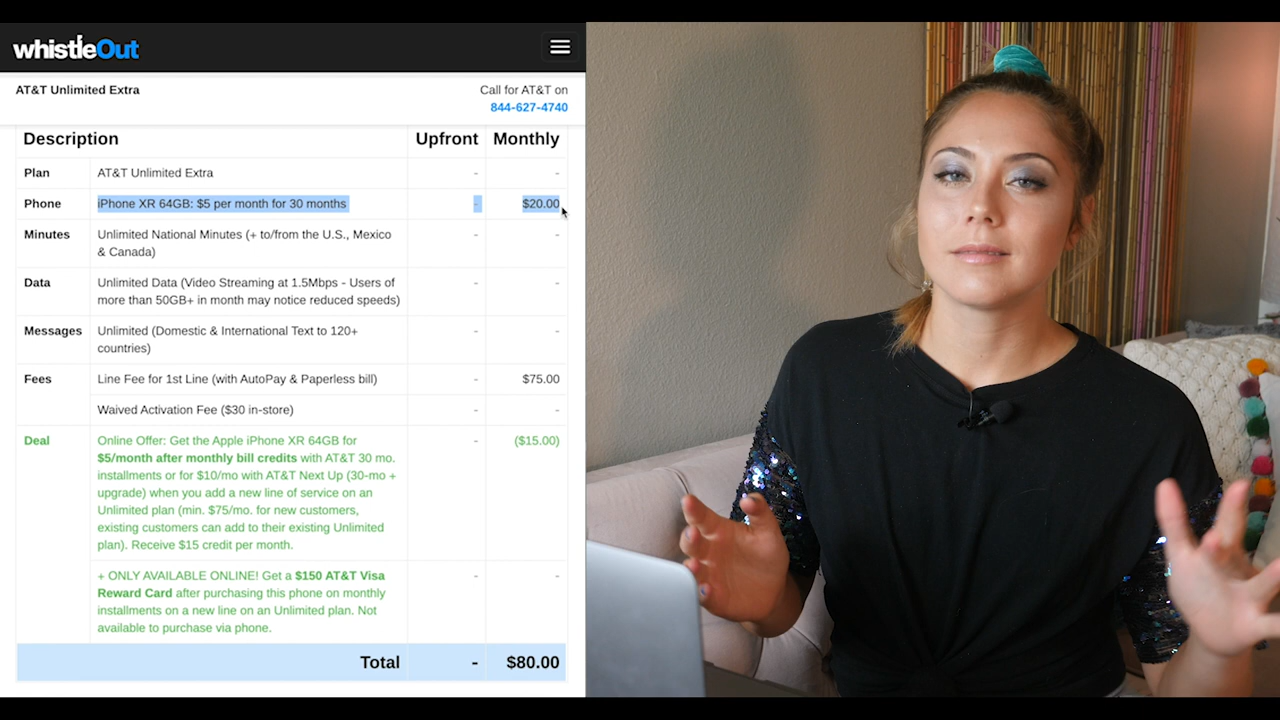 whistleOut
AT&T Unlimited Extra
Call for AT&T on
844-627-4740
Description Upfront Monthly
Plan AT&T Unlimited Extra - -
Phone iPhone XR 64GB: $5 per month for 30 months - $20.00
Minutes Unlimited National Minutes (+ to/from the U.S., Mexico - -
& Canada)
Data Unlimited Data (Video Streaming at 1.5Mbps - Users of - -
more than 50GB+ in month may notice reduced speeds)
Messages Unlimited (Domestic & International Text to 120+ - -
countries)
Fees Line Fee for 1st Line (with AutoPay & Paperless bill) - $75.00
Waived Activation Fee ($30 in-store) - -
Deal Online Offer: Get the Apple iPhone XR 64GB for - ($15.00)
$5/month after monthly bill credits with AT&T 30 mo.
installments or for $10/mo with AT&T Next Up (30-mo +
upgrade) when you add a new line of service on an
Unlimited plan (min. $75/mo. for new customers,
existing customers can add to their existing Unlimited
plan). Receive $15 credit per month.
+ ONLY AVAILABLE ONLINE! Get a $150 AT&T Visa - -
Reward Card after purchasing this phone on monthly
installments on a new line on an Unlimited plan. Not
available to purchase via phone.
Total - $80.00